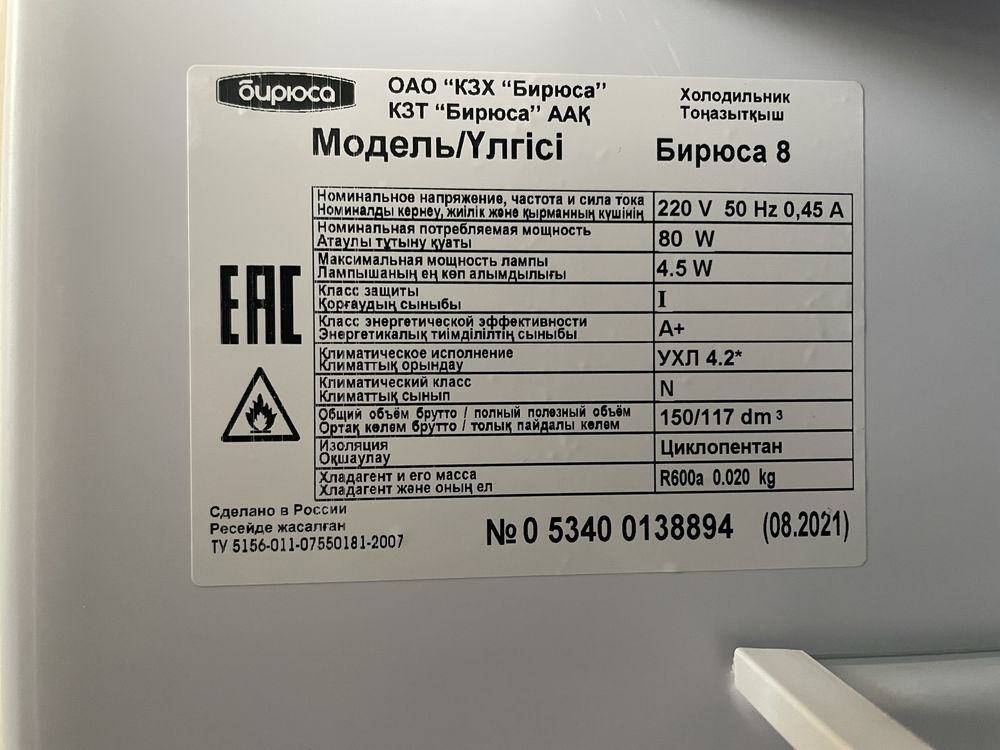 бирюса
ОАО “КЗХ “Бирюса”
КЗТ “Бирюса” ААҚ
Холодильник
Тоңазытқыш
Модель/Үлгісі
Бирюса 8
Номинальное напряжение, частота и сила тока
Номиналды кернеу, жиілік және қырманның күшінің
220 V 50 Hz 0,45 A
Номинальная потребляемая мощность
Атаулы тұтыну қуаты
80 W
Максимальная мощность лампы
Лампышаның ең көп алымдылығы
4.5 W
Класс защиты
Қорғаудың сыныбы
I
Класс энергетической эффективности
Энергетикалық тиімділілтің сыныбы
A+
Климатическое исполнение
Климаттық орындау
УХЛ 4.2*
Климатический класс
Климаттық сынып
N
Общий объём брутто / полный полезный объём
Ортақ көлем брутто / толық пайдалы көлем
150/117 dm ³
Изоляция
Оқшаулау
Циклопентан
Хладагент и его масса
Хладагент және оның ел
R600a 0.020 kg
EAC
Сделано в России
Ресейде жасалған
ТУ 5156-011-07550181-2007
№ 0 5340 0138894 (08.2021)